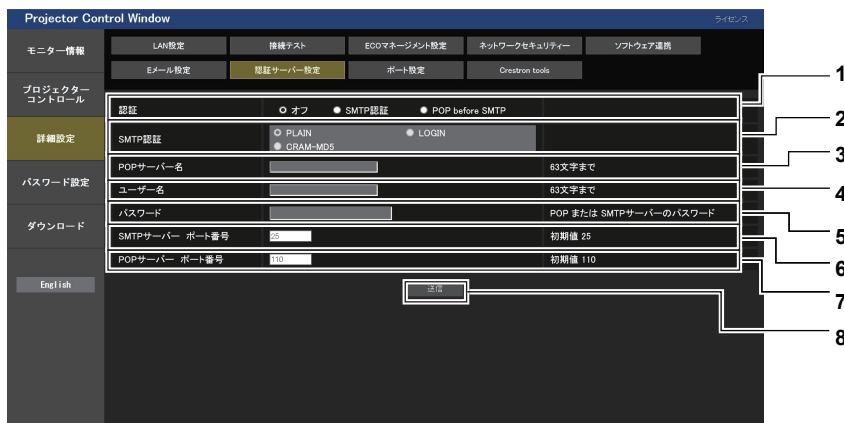 Projector Control Window
ライセンス
モニター情報
プロジェクター
コントロール
詳細設定
パスワード設定
ダウンロード
English
LAN設定 接続テスト ECOマネージメント設定 ネットワークセキュリティー ソフトウェア連携
Eメール設定 認証サーバー設定 ポート設定 Crestron tools
認証 オフ SMTP認証 POP before SMTP
SMTP認証 PLAIN LOGIN
CRAM-MD5
POPサーバー名 63文字まで
ユーザー名 63文字まで
パスワード POP または SMTPサーバーのパスワード
SMTPサーバー ポート番号 25 初期値 25
POPサーバー ポート番号 110 初期値 110
送信
1
2
3
4
5
6
7
8